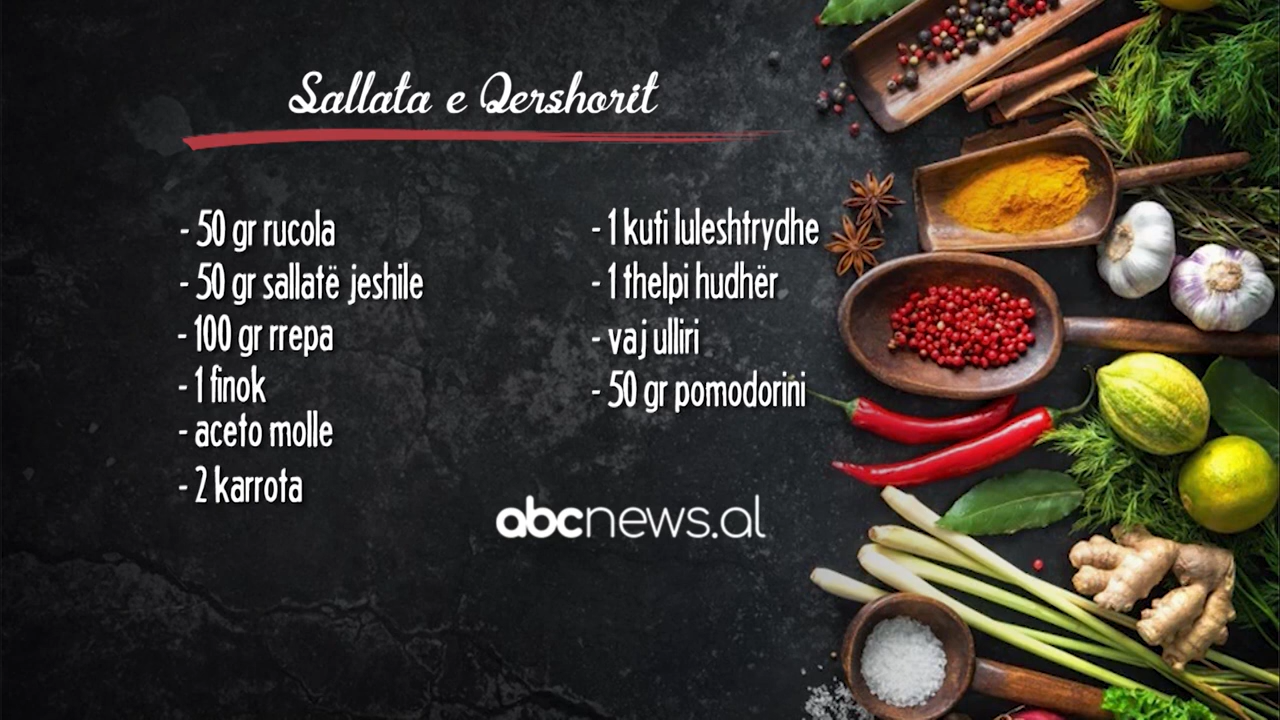 Sallata e Qershorit
- 50 gr rucola
- 50 gr sallatë jeshile
- 100 gr rrepa
- 1 finok
- aceto molle
- 2 karrota
- 1 kuti luleshtrydhe
- 1 thelpi hudhër
- vaj ulliri
- 50 gr pomodorini
abcnews.al